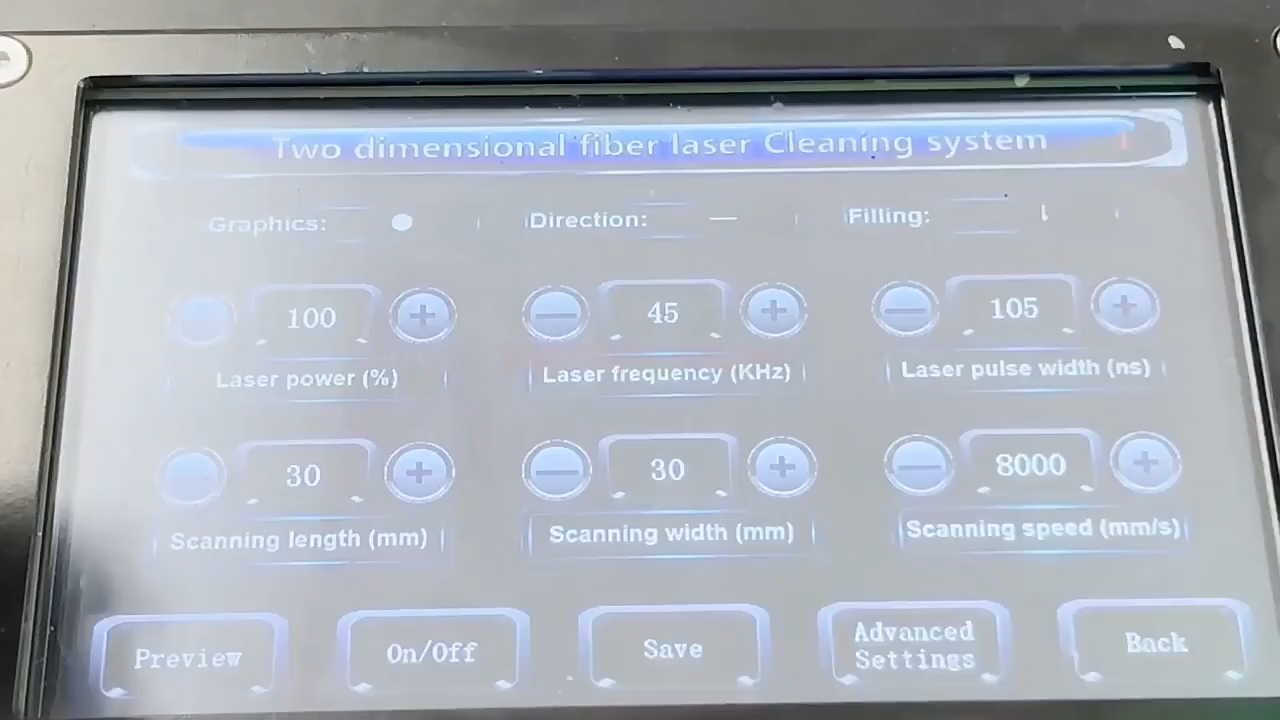 Two dimensional fiber laser Cleaning system
Graphics: Direction: Filling:
100 45 105
Laser power (%) Laser frequency (KHz) Laser pulse width (ns)
30 30 8000
Scanning length (mm) Scanning width (mm) Scanning speed (mm/s)
Preview On/Off Save Advanced Settings Back